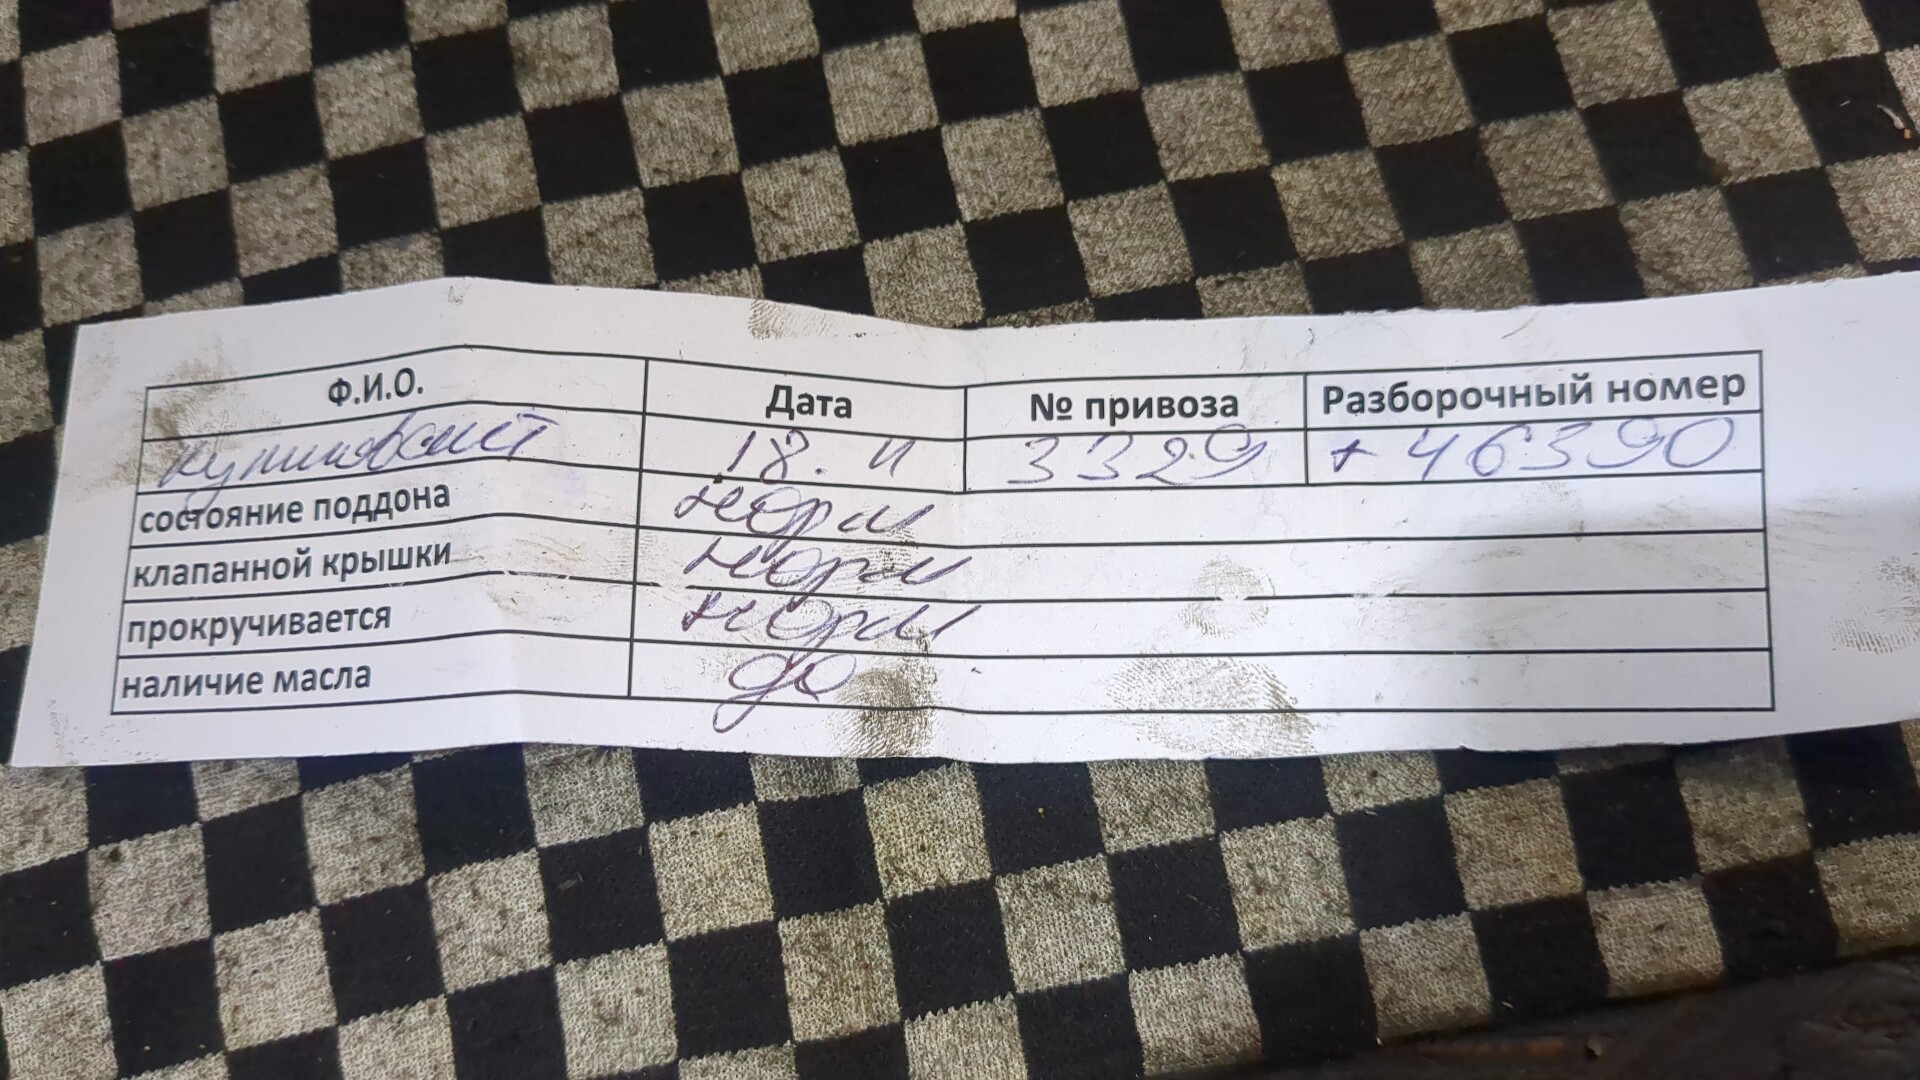 Ф.И.О. Дата № привоза Разборочный номер
18.11 3329 + 46390
состояние поддона норм
клапанной крышки норм
прокручивается норм
наличие масла да